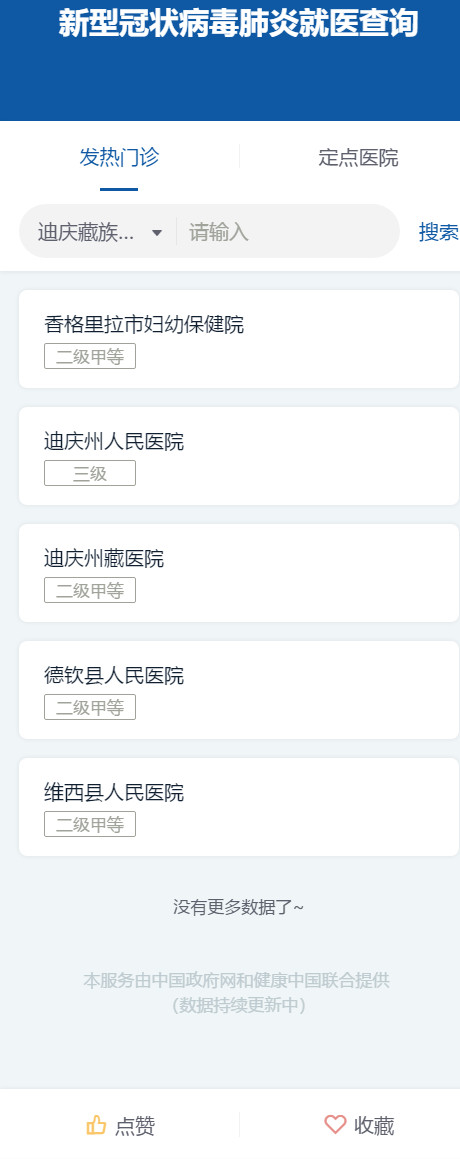 新型冠状病毒肺炎就医查询
发热门诊
定点医院
迪庆藏族...
请输入
搜索
香格里拉市妇幼保健院
二级甲等
迪庆州人民医院
三级
迪庆州藏医院
二级甲等
德钦县人民医院
二级甲等
维西县人民医院
二级甲等
没有更多数据了~
本服务由中国政府网和健康中国联合提供
（数据持续更新中）
点赞
收藏